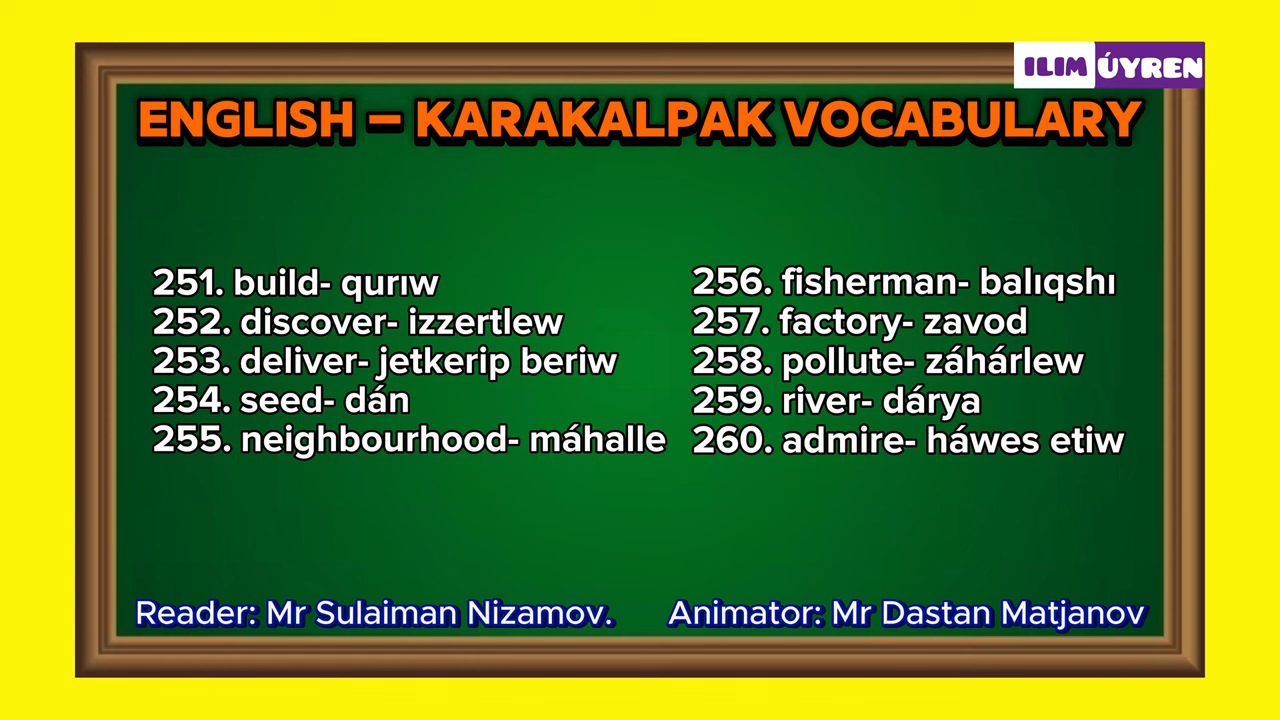 ILIM ÚYREN
ENGLISH – KARAKALPAK VOCABULARY
251. build- qurıw
252. discover- izzertlew
253. deliver- jetkerip beriw
254. seed- dán
255. neighbourhood- máhalle
256. fisherman- balıqshı
257. factory- zavod
258. pollute- záhárlew
259. river- dárya
260. admire- háwes etiw
Reader: Mr Sulaiman Nizamov.
Animator: Mr Dastan Matjanov